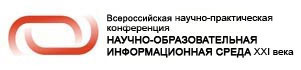 Всероссийская научно-практическая
конференция
НАУЧНО-ОБРАЗОВАТЕЛЬНАЯ
ИНФОРМАЦИОННАЯ СРЕДА XXI века